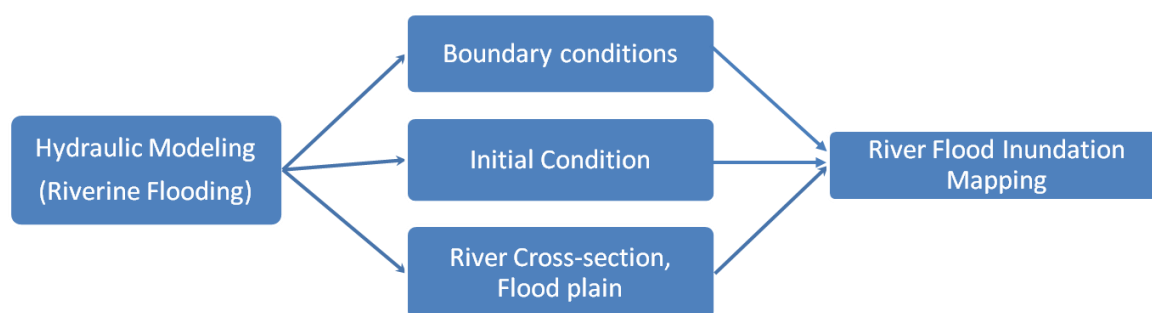 Hydraulic Modeling
(Riverine Flooding)
Boundary conditions
Initial Condition
River Cross-section,
Flood plain
River Flood Inundation
Mapping